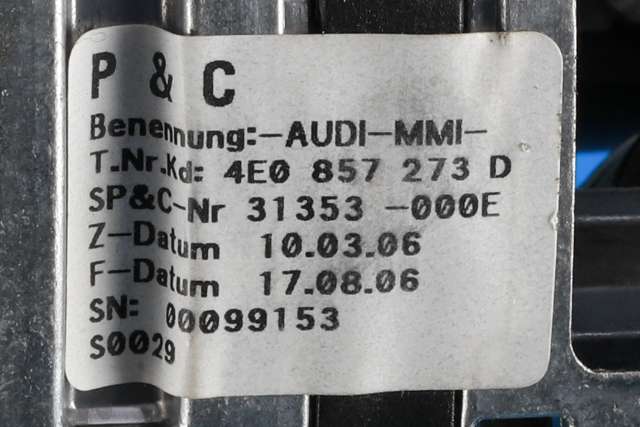 P & C
Benennung:-AUDI-MMI-
T.Nr.Kd: 4E0 857 273 D
SP&C-Nr 31353 -000E
Z-Datum 10.03.06
F-Datum 17.08.06
SN: 00099153
S0029